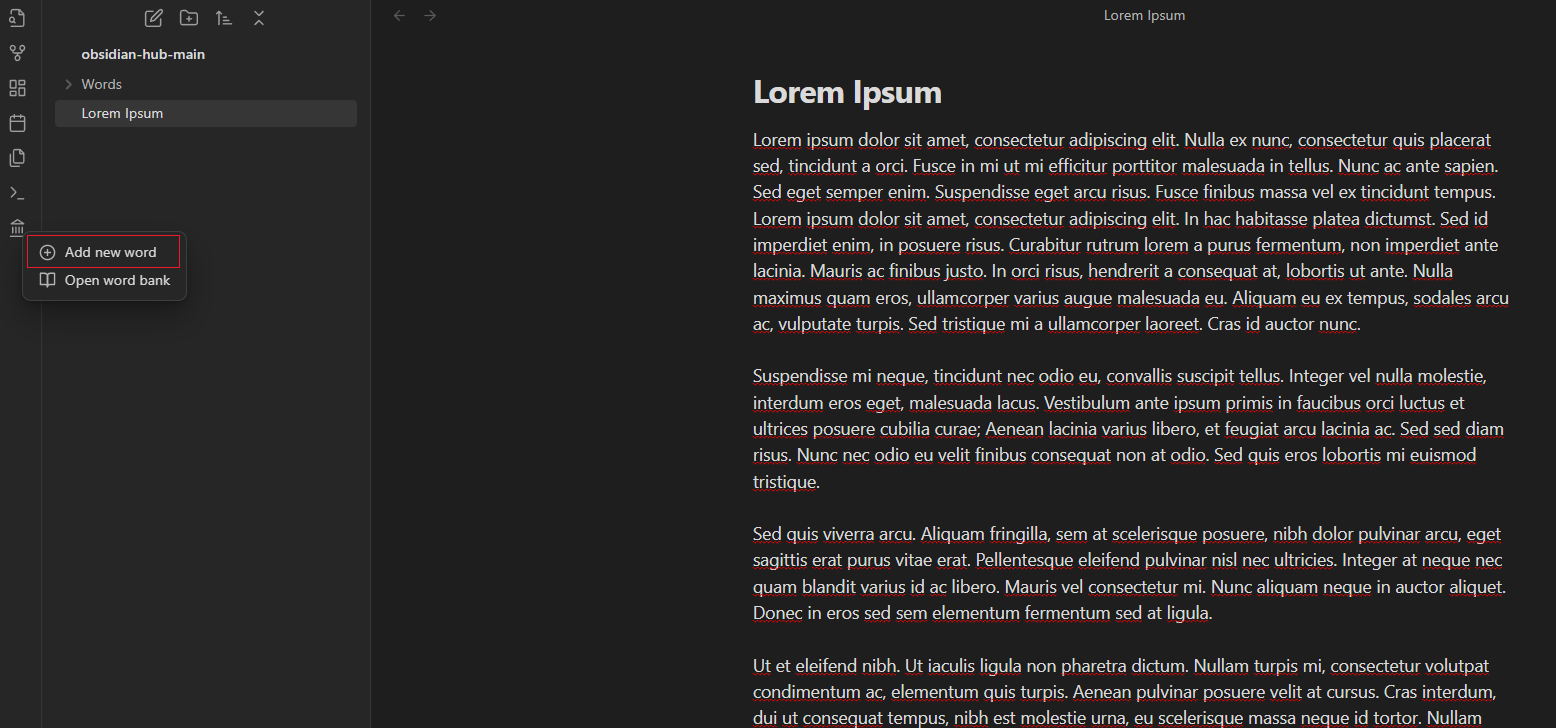 Lorem Ipsum
obsidian-hub-main
Words
Lorem Ipsum
Add new word
Open word bank
Lorem Ipsum
Lorem ipsum dolor sit amet, consectetur adipiscing elit. Nulla ex nunc, consectetur quis placerat
sed, tincidunt a orci. Fusce in mi ut mi efficitur porttitor malesuada in tellus. Nunc ac ante sapien.
Sed eget semper enim. Suspendisse eget arcu risus. Fusce finibus massa vel ex tincidunt tempus.
Lorem ipsum dolor sit amet, consectetur adipiscing elit. In hac habitasse platea dictumst. Sed id
imperdiet enim, in posuere risus. Curabitur rutrum lorem a purus fermentum, non imperdiet ante
lacinia. Mauris ac finibus justo. In orci risus, hendrerit a consequat at, lobortis ut ante. Nulla
maximus quam eros, ullamcorper varius augue malesuada eu. Aliquam eu ex tempus, sodales arcu
ac, vulputate turpis. Sed tristique mi a ullamcorper laoreet. Cras id auctor nunc.
Suspendisse mi neque, tincidunt nec odio eu, convallis suscipit tellus. Integer vel nulla molestie,
interdum eros eget, malesuada lacus. Vestibulum ante ipsum primis in faucibus orci luctus et
ultrices posuere cubilia curae; Aenean lacinia varius libero, et feugiat arcu lacinia ac. Sed sed diam
risus. Nunc nec odio eu velit finibus consequat non at odio. Sed quis eros lobortis mi euismod
tristique.
Sed quis viverra arcu. Aliquam fringilla, sem at scelerisque posuere, nibh dolor pulvinar arcu, eget
sagittis erat purus vitae erat. Pellentesque eleifend pulvinar nisl nec ultricies. Integer at neque nec
quam blandit varius id ac libero. Mauris vel consectetur mi. Nunc aliquam neque in auctor aliquet.
Donec in eros sed sem elementum fermentum sed at ligula.
Ut et eleifend nibh. Ut iaculis ligula non pharetra dictum. Nullam turpis mi, consectetur volutpat
condimentum ac, elementum quis turpis. Aenean pulvinar posuere velit at cursus. Cras interdum,
dui ut consequat tempus, nibh est molestie urna, eu scelerisque massa neque id tortor. Nullam